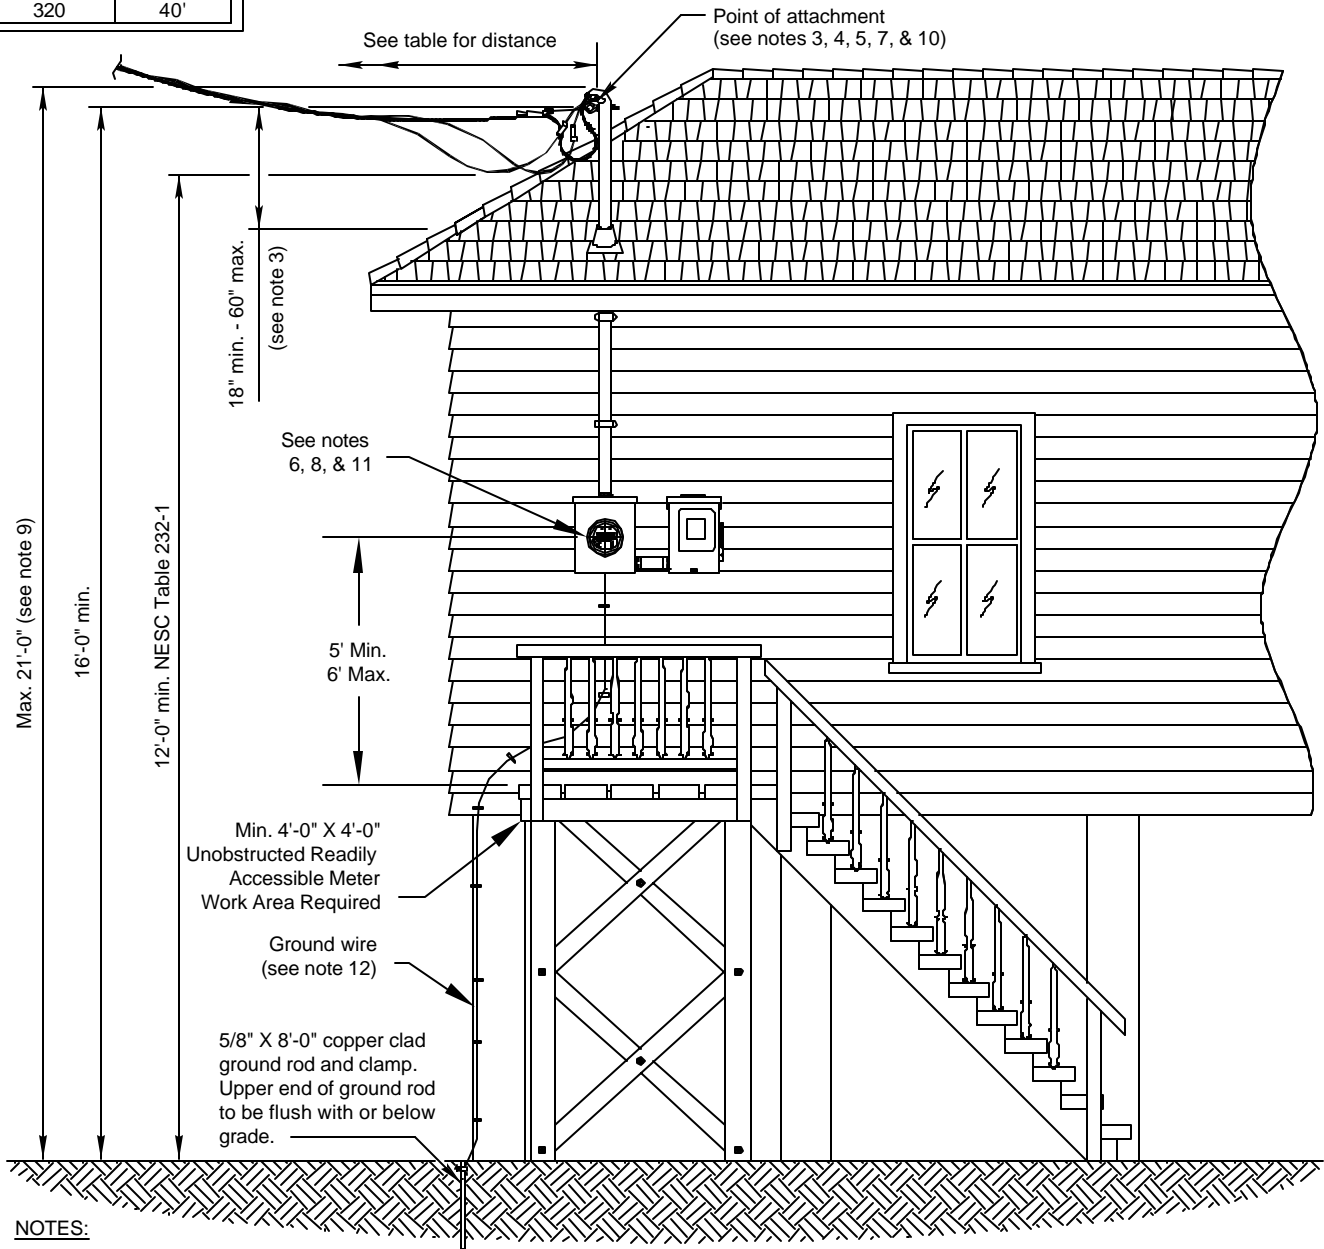 320 40'
Point of attachment
(see notes 3, 4, 5, 7, & 10)
See table for distance
18" min. - 60" max.
(see note 3)
See notes
6, 8, & 11
Max. 21'-0" (see note 9)
16'-0" min.
12'-0" min. NESC Table 232-1
5' Min.
6' Max.
Min. 4'-0" X 4'-0"
Unobstructed Readily
Accessible Meter
Work Area Required
Ground wire
(see note 12)
5/8" X 8'-0" copper clad
ground rod and clamp.
Upper end of ground rod
to be flush with or below
grade.
NOTES: